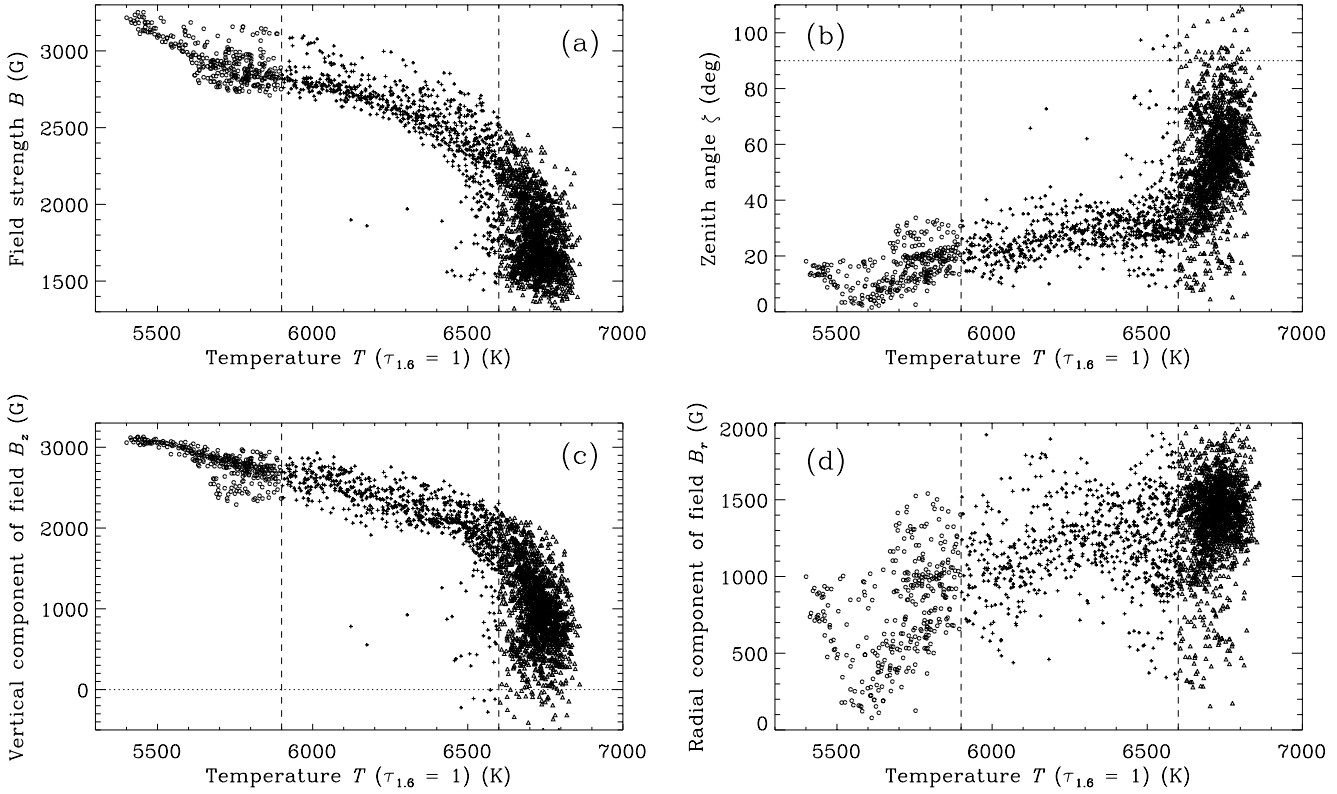 (a)
Field strength B (G)
3000
2500
2000
1500
5500 6000 6500 7000
Temperature T (τ1.6 = 1) (K)
(b)
Zenith angle ζ (deg)
100
80
60
40
20
0
5500 6000 6500 7000
Temperature T (τ1.6 = 1) (K)
(c)
Vertical component of field Bz (G)
3000
2000
1000
0
5500 6000 6500 7000
Temperature T (τ1.6 = 1) (K)
(d)
Radial component of field Br (G)
2000
1500
1000
500
0
5500 6000 6500 7000
Temperature T (τ1.6 = 1) (K)